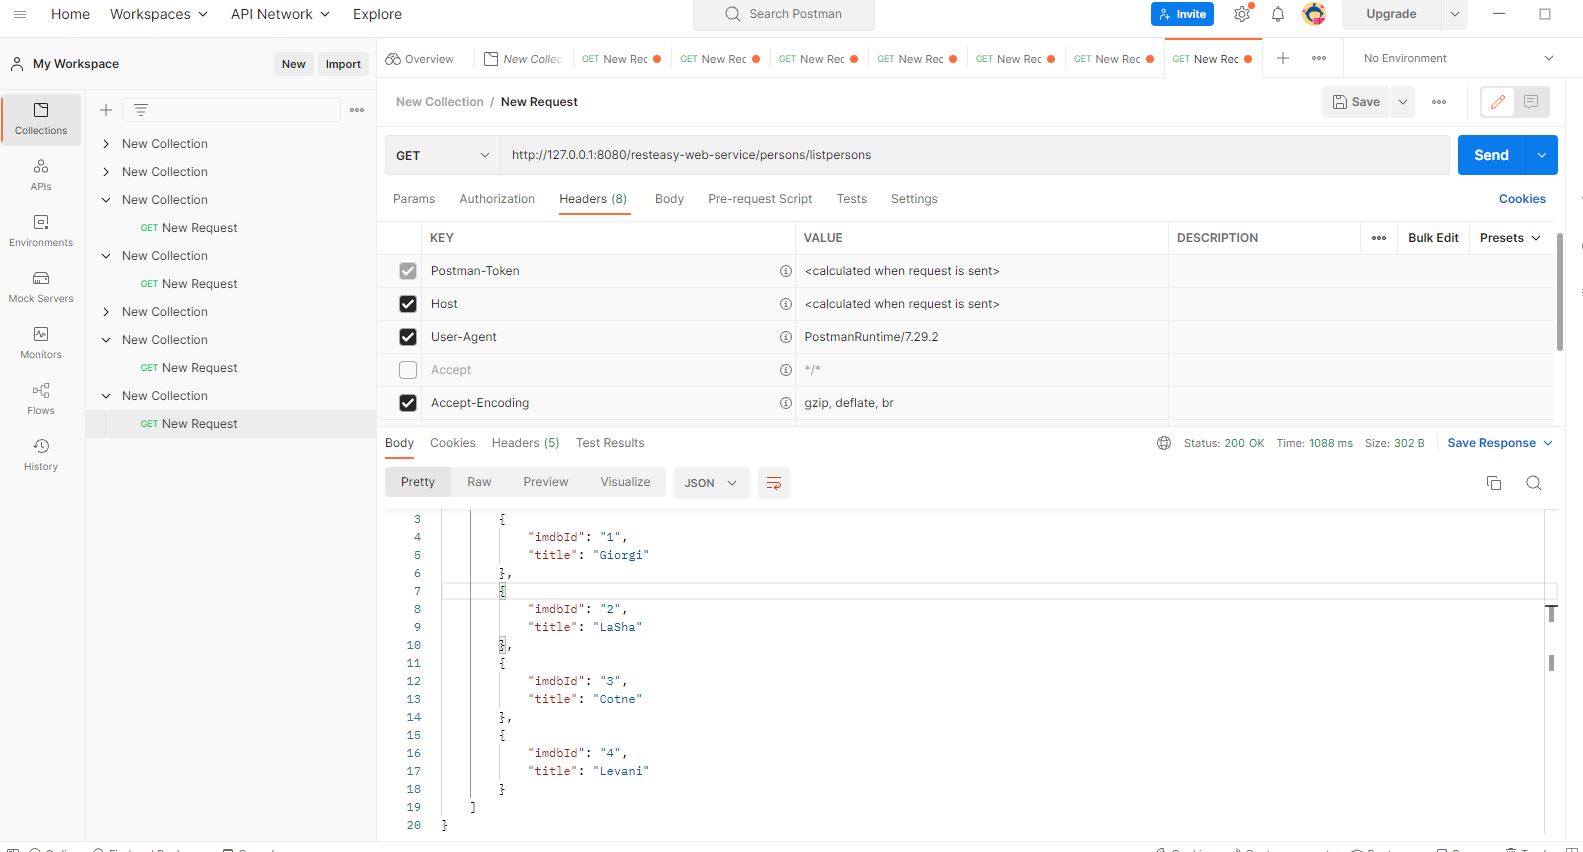 Home Workspaces API Network Explore Search Postman Invite Upgrade
My Workspace New Import Overview New Collec GET New Rec GET New Rec GET New Rec GET New Rec GET New Rec GET New Rec GET New Rec No Environment
New Collection / New Request Save
Collections
APIs
Environments
Mock Servers
Monitors
Flows
History
New Collection
New Collection
New Collection
GET New Request
New Collection
GET New Request
New Collection
New Collection
GET New Request
New Collection
GET New Request
GET http://127.0.0.1:8080/resteasy-web-service/persons/listpersons Send
Params Authorization Headers (8) Body Pre-request Script Tests Settings Cookies
KEY VALUE DESCRIPTION Bulk Edit Presets
Postman-Token <calculated when request is sent>
Host <calculated when request is sent>
User-Agent PostmanRuntime/7.29.2
Accept */*
Accept-Encoding gzip, deflate, br
Body Cookies Headers (5) Test Results Status: 200 OK Time: 1088 ms Size: 302 B Save Response
Pretty Raw Preview Visualize JSON
3 {
4 "imdbId": "1",
5 "title": "Giorgi"
6 },
7 {
8 "imdbId": "2",
9 "title": "LaSha"
10 },
11 {
12 "imdbId": "3",
13 "title": "Cotne"
14 },
15 {
16 "imdbId": "4",
17 "title": "Levani"
18 }
19 ]
20 }